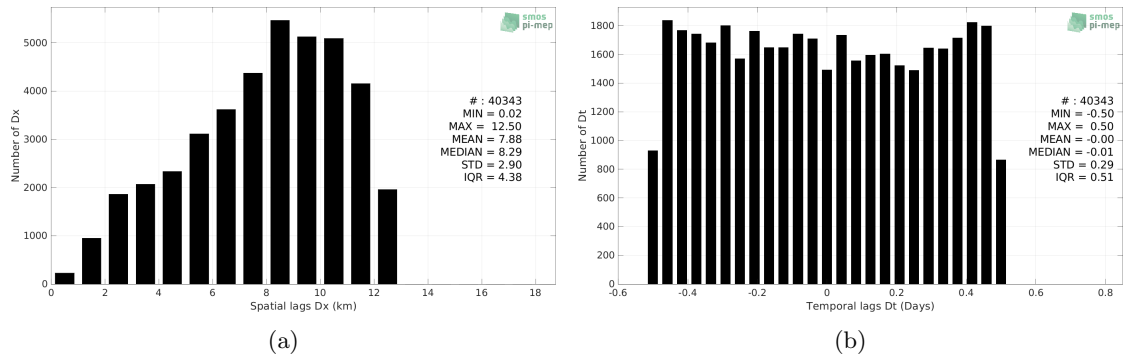 smos
pi-mep
5000
4000
3000
2000
1000
0
Number of Dx
# : 40343
MIN = 0.02
MAX = 12.50
MEAN = 7.88
MEDIAN = 8.29
STD = 2.90
IQR = 4.38
0 2 4 6 8 10 12 14 16 18
Spatial lags Dx (km)
(a)
smos
pi-mep
1800
1600
1400
1200
1000
800
600
400
200
0
Number of Dt
# : 40343
MIN = -0.50
MAX = 0.50
MEAN = -0.00
MEDIAN = -0.01
STD = 0.29
IQR = 0.51
-0.6 -0.4 -0.2 0 0.2 0.4 0.6 0.8
Temporal lags Dt (Days)
(b)